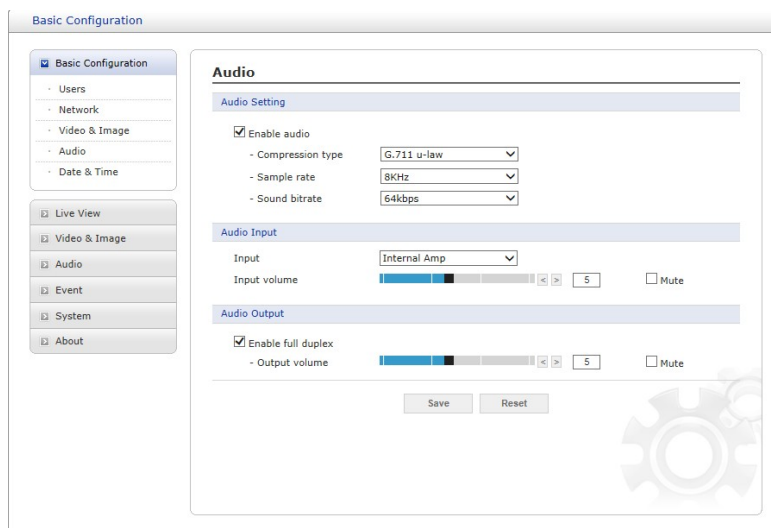 Basic Configuration
Basic Configuration
· Users
· Network
· Video & Image
· Audio
· Date & Time
Live View
Video & Image
Audio
Event
System
About
Audio
Audio Setting
Enable audio
- Compression type G.711 u-law
- Sample rate 8KHz
- Sound bitrate 64kbps
Audio Input
Input Internal Amp
Input volume < > 5 Mute
Audio Output
Enable full duplex
- Output volume < > 5 Mute
Save Reset